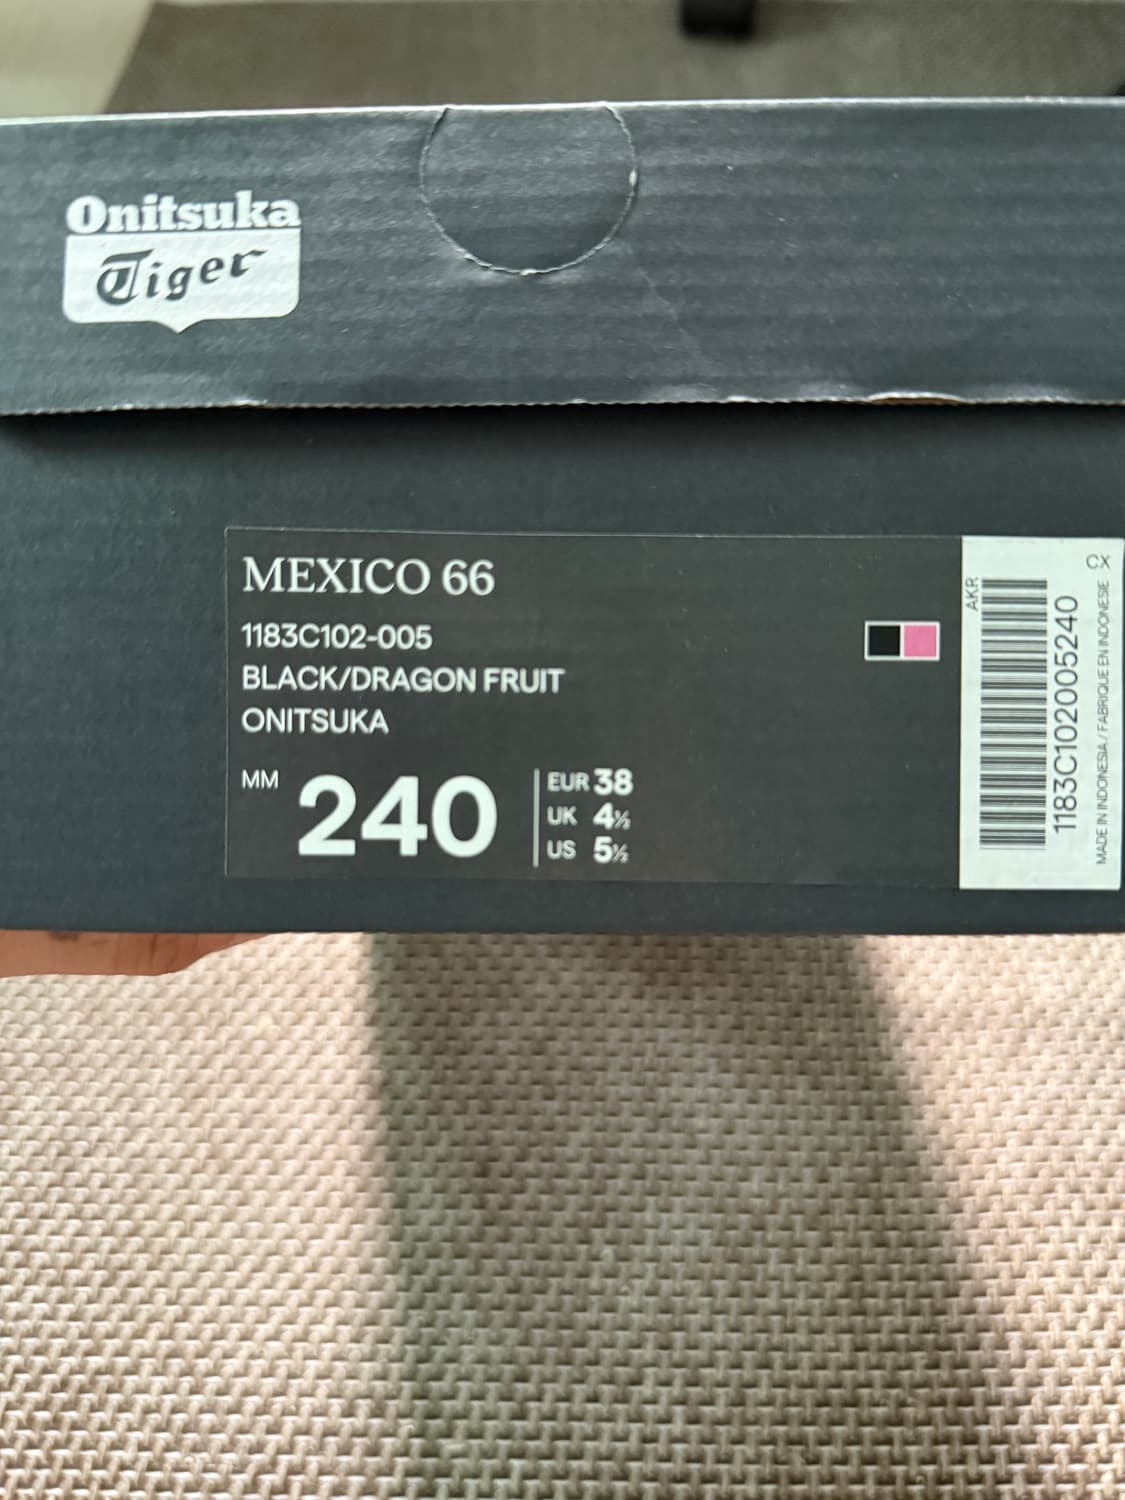 Onitsuka
Tiger
MEXICO 66
1183C102-005
BLACK/DRAGON FRUIT
ONITSUKA
MM 240
EUR 38
UK 4½
US 5½
AKR
1183C102005240
MADE IN INDONESIA / FABRIQUE EN INDONESIE
CX